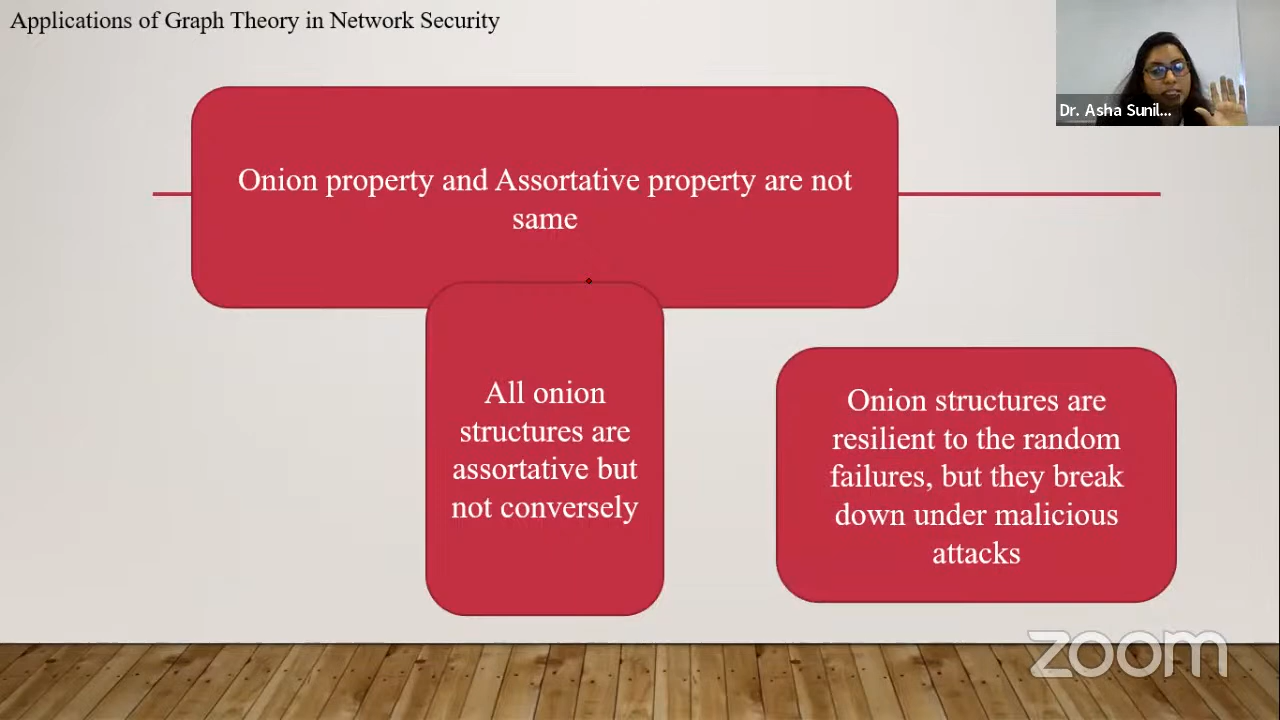 Applications of Graph Theory in Network Security
Dr. Asha Sunil...
Onion property and Assortative property are not
same
All onion
structures are
assortative but
not conversely
Onion structures are
resilient to the random
failures, but they break
down under malicious
attacks
zoom